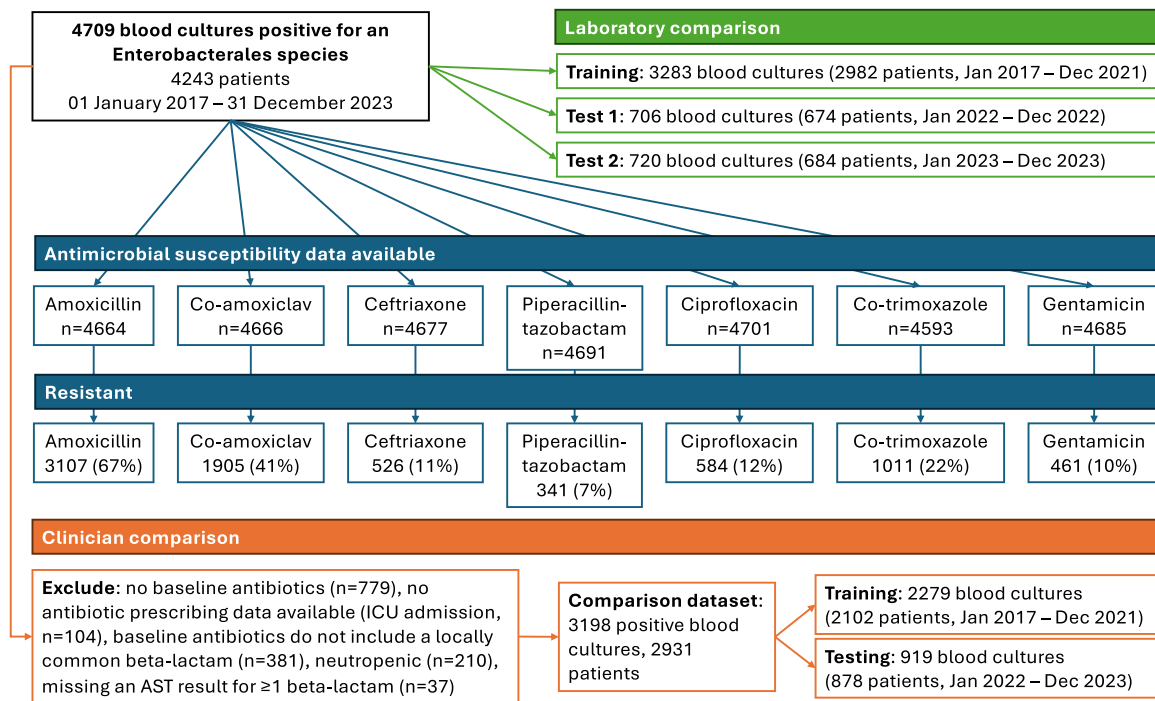 4709 blood cultures positive for an
Enterobacterales species
4243 patients
01 January 2017 – 31 December 2023
Laboratory comparison
Training: 3283 blood cultures (2982 patients, Jan 2017 – Dec 2021)
Test 1: 706 blood cultures (674 patients, Jan 2022 – Dec 2022)
Test 2: 720 blood cultures (684 patients, Jan 2023 – Dec 2023)
Antimicrobial susceptibility data available
Amoxicillin
n=4664
Co-amoxiclav
n=4666
Ceftriaxone
n=4677
Piperacillin-
tazobactam
n=4691
Ciprofloxacin
n=4701
Co-trimoxazole
n=4593
Gentamicin
n=4685
Resistant
Amoxicillin
3107 (67%)
Co-amoxiclav
1905 (41%)
Ceftriaxone
526 (11%)
Piperacillin-
tazobactam
341 (7%)
Ciprofloxacin
584 (12%)
Co-trimoxazole
1011 (22%)
Gentamicin
461 (10%)
Clinician comparison
Exclude: no baseline antibiotics (n=779), no
antibiotic prescribing data available (ICU admission,
n=104), baseline antibiotics do not include a locally
common beta-lactam (n=381), neutropenic (n=210),
missing an AST result for ≥1 beta-lactam (n=37)
Comparison dataset:
3198 positive blood
cultures, 2931
patients
Training: 2279 blood cultures
(2102 patients, Jan 2017 – Dec 2021)
Testing: 919 blood cultures
(878 patients, Jan 2022 – Dec 2023)